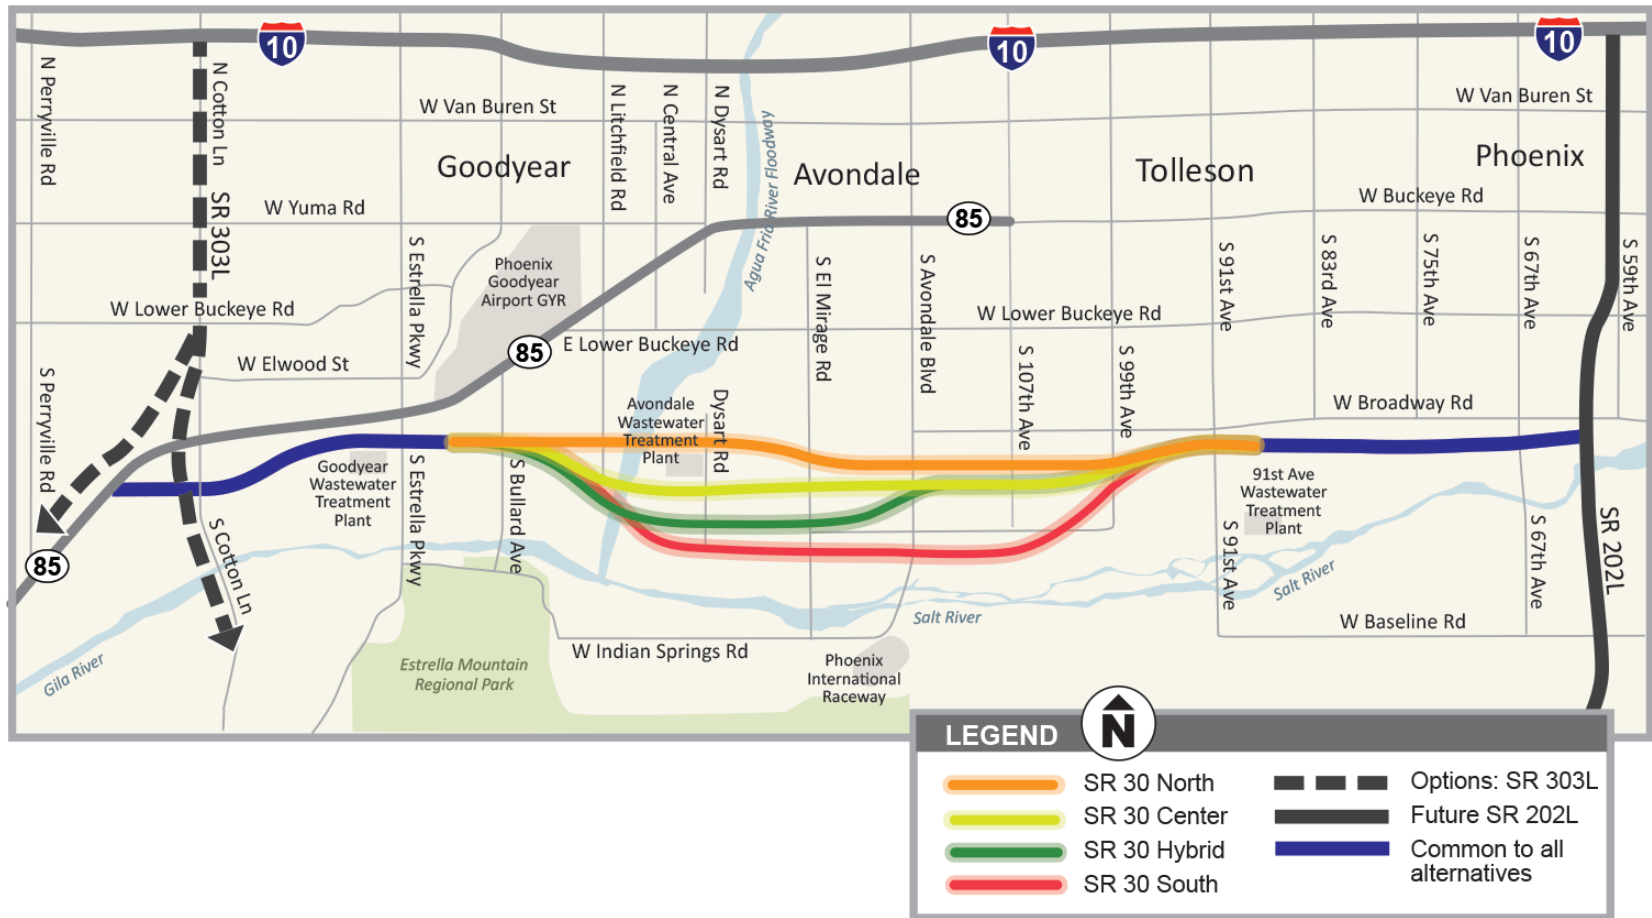 10
10
10
N Perryville Rd
N Cotton Ln
SR 303L
W Van Buren St
N Litchfield Rd
N Central Ave
N Dysart Rd
Agua Fria River Floodway
W Van Buren St
Goodyear
Avondale
Tolleson
Phoenix
W Yuma Rd
85
W Buckeye Rd
S Estrella Pkwy
Phoenix
Goodyear
Airport GYR
S El Mirage Rd
S Avondale Blvd
S 91st Ave
S 83rd Ave
S 75th Ave
S 67th Ave
S 59th Ave
W Lower Buckeye Rd
W Lower Buckeye Rd
E Lower Buckeye Rd
85
W Elwood St
S Perryville Rd
S 107th Ave
S 99th Ave
Avondale
Wastewater
Treatment
Plant
Dysart Rd
W Broadway Rd
Goodyear
Wastewater
Treatment
Plant
S Estrella Pkwy
S Bullard Ave
91st Ave
Wastewater
Treatment
Plant
S Cotton Ln
85
S 91st Ave
S 67th Ave
SR 202L
Salt River
Salt River
W Baseline Rd
Gila River
Estrella Mountain
Regional Park
W Indian Springs Rd
Phoenix
International
Raceway
LEGEND
N
SR 30 North
SR 30 Center
SR 30 Hybrid
SR 30 South
Options: SR 303L
Future SR 202L
Common to all
alternatives